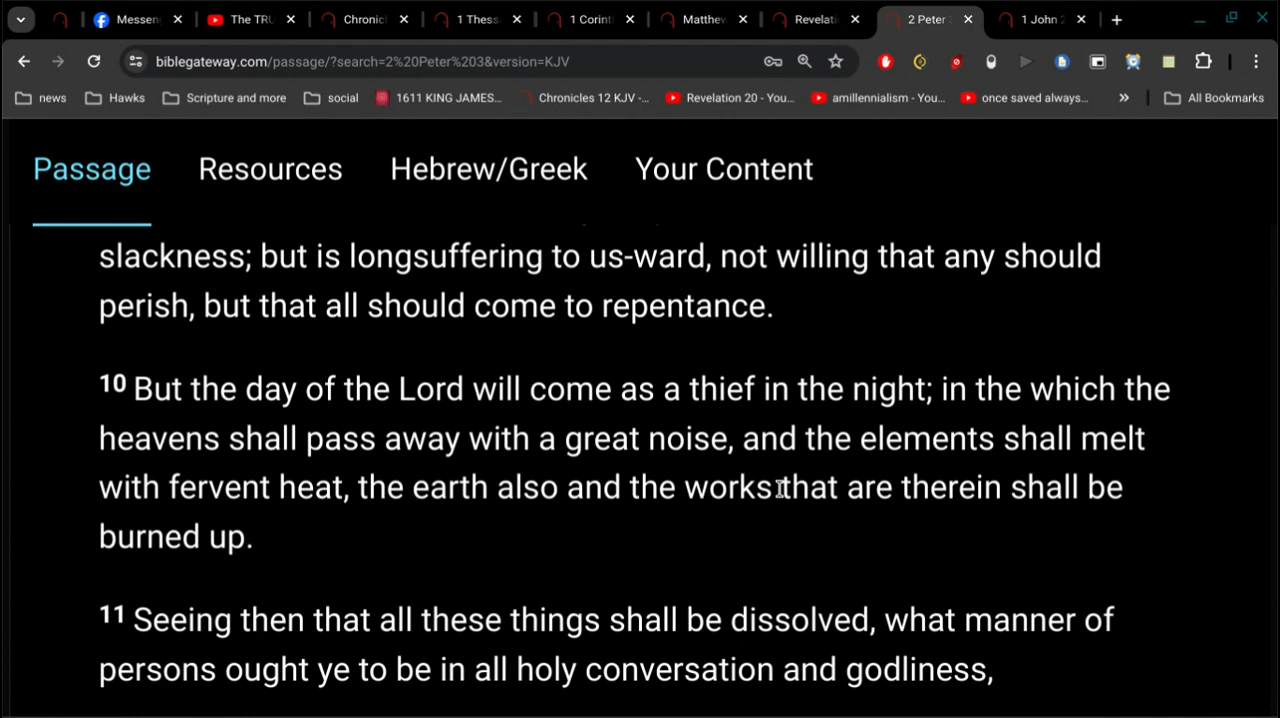 Messen
The TRU
Chronicl
1 Thess
1 Corint
Matthew
Revelati
2 Peter
1 John 2
biblegateway.com/passage/?search=2%20Peter%203&version=KJV
news
Hawks
Scripture and more
social
1611 KING JAMES...
Chronicles 12 KJV -...
Revelation 20 - You...
amillennialism - You...
once saved always...
»
All Bookmarks
Passage
Resources
Hebrew/Greek
Your Content
slackness; but is longsuffering to us-ward, not willing that any should
perish, but that all should come to repentance.
10 But the day of the Lord will come as a thief in the night; in the which the
heavens shall pass away with a great noise, and the elements shall melt
with fervent heat, the earth also and the works that are therein shall be
burned up.
11 Seeing then that all these things shall be dissolved, what manner of
persons ought ye to be in all holy conversation and godliness,